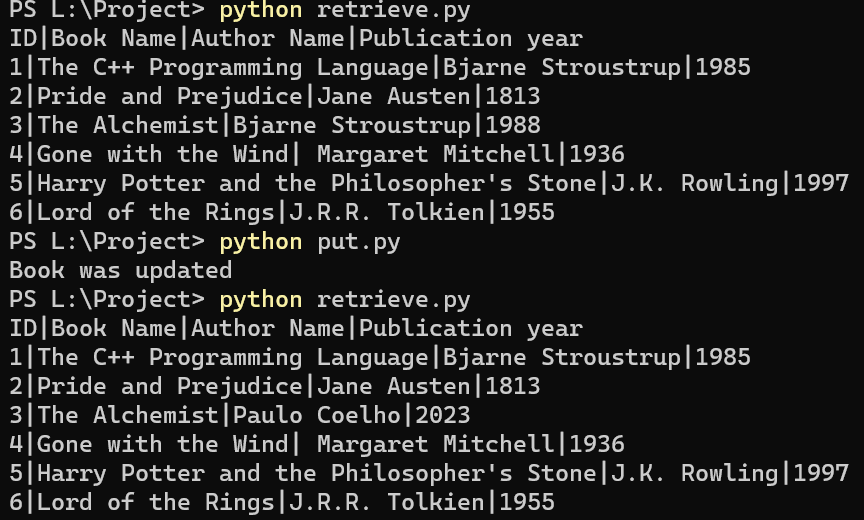 PS L:\Project> python retrieve.py
ID|Book Name|Author Name|Publication year
1|The C++ Programming Language|Bjarne Stroustrup|1985
2|Pride and Prejudice|Jane Austen|1813
3|The Alchemist|Bjarne Stroustrup|1988
4|Gone with the Wind| Margaret Mitchell|1936
5|Harry Potter and the Philosopher's Stone|J.K. Rowling|1997
6|Lord of the Rings|J.R.R. Tolkien|1955
PS L:\Project> python put.py
Book was updated
PS L:\Project> python retrieve.py
ID|Book Name|Author Name|Publication year
1|The C++ Programming Language|Bjarne Stroustrup|1985
2|Pride and Prejudice|Jane Austen|1813
3|The Alchemist|Paulo Coelho|2023
4|Gone with the Wind| Margaret Mitchell|1936
5|Harry Potter and the Philosopher's Stone|J.K. Rowling|1997
6|Lord of the Rings|J.R.R. Tolkien|1955